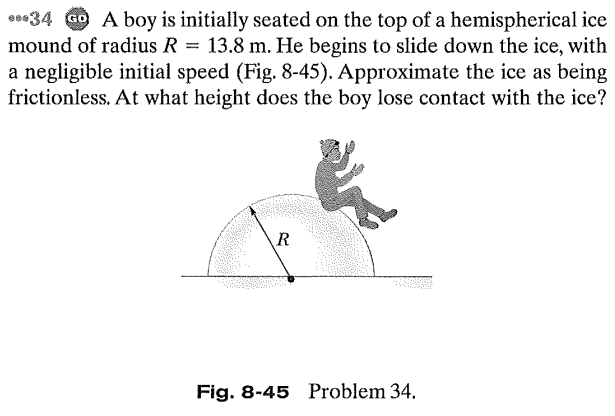 •••34 GO A boy is initially seated on the top of a hemispherical ice
mound of radius R = 13.8 m. He begins to slide down the ice, with
a negligible initial speed (Fig. 8-45). Approximate the ice as being
frictionless. At what height does the boy lose contact with the ice?
R
Fig. 8-45 Problem 34.